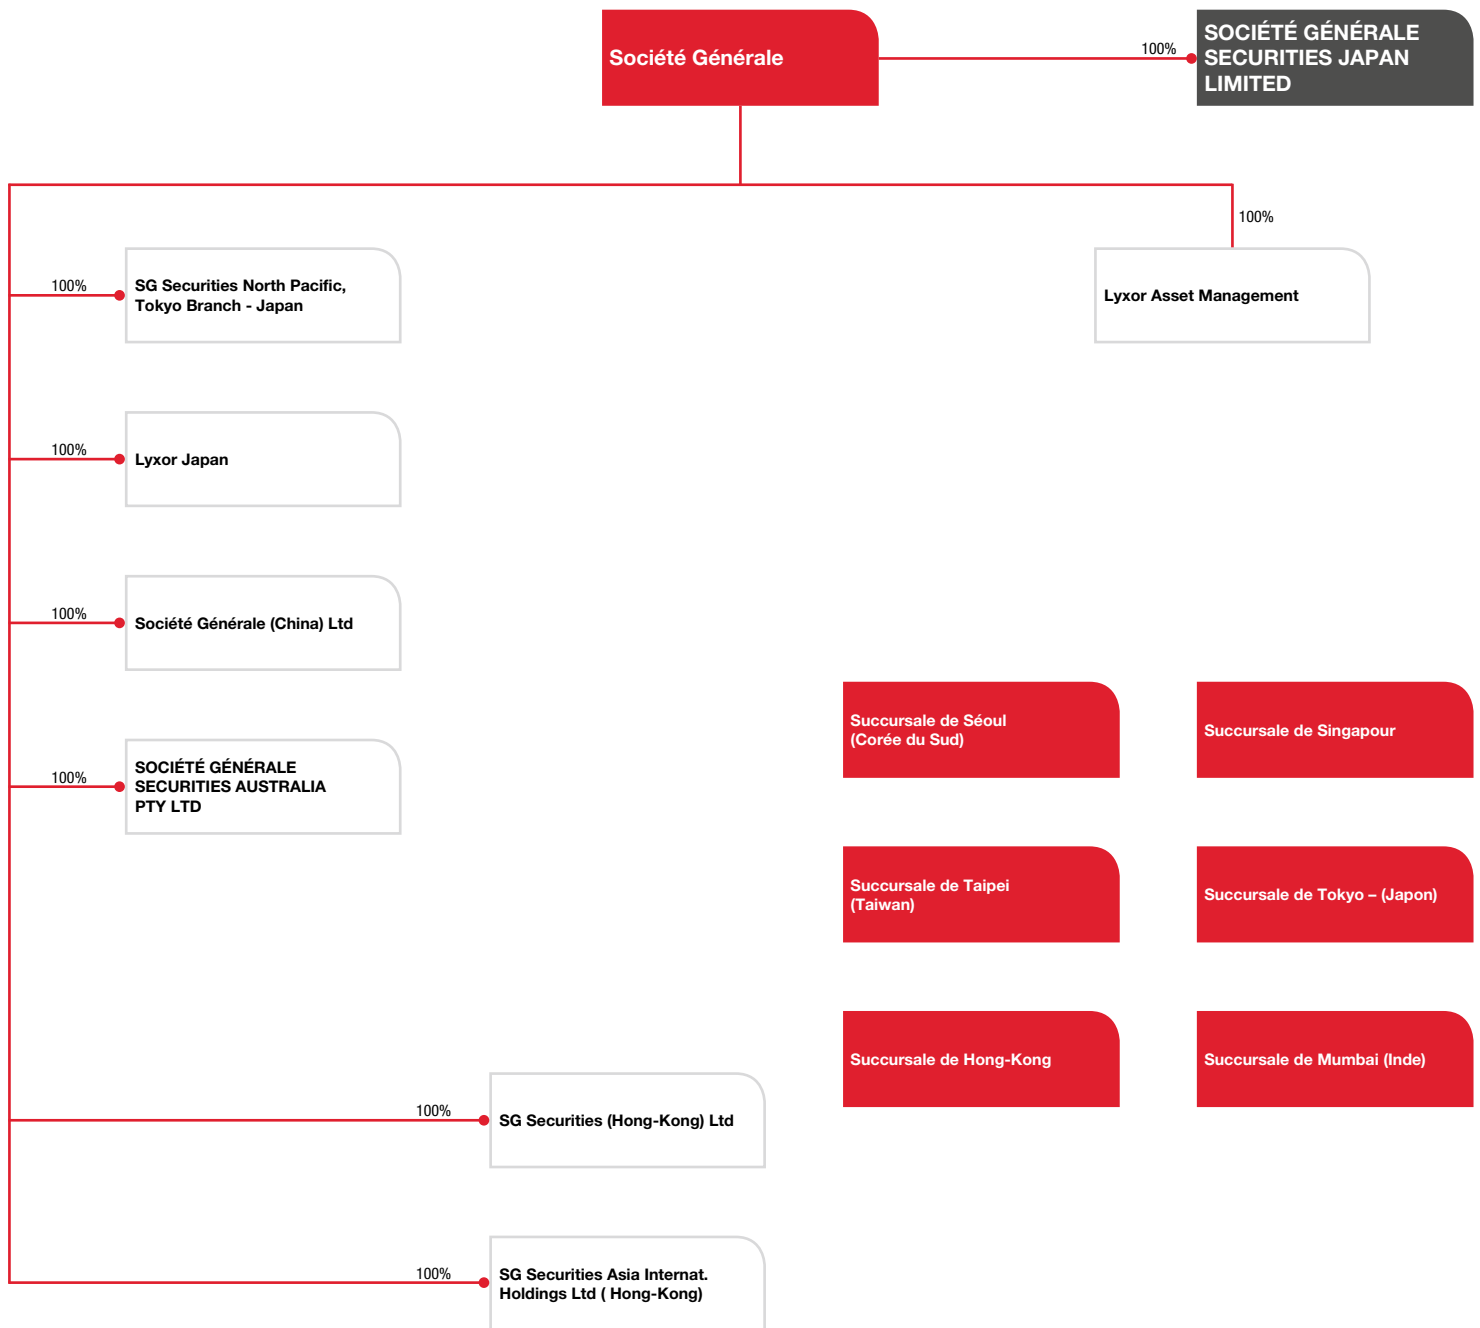 Société Générale
100%
SOCIÉTÉ GÉNÉRALE
SECURITIES JAPAN
LIMITED
100%
100%
SG Securities North Pacific,
Tokyo Branch - Japan
Lyxor Asset Management
100%
Lyxor Japan
100%
Société Générale (China) Ltd
100%
SOCIÉTÉ GÉNÉRALE
SECURITIES AUSTRALIA
PTY LTD
Succursale de Séoul
(Corée du Sud)
Succursale de Singapour
Succursale de Taipei
(Taiwan)
Succursale de Tokyo – (Japon)
Succursale de Hong-Kong
Succursale de Mumbai (Inde)
100%
SG Securities (Hong-Kong) Ltd
100%
SG Securities Asia Internat.
Holdings Ltd ( Hong-Kong)